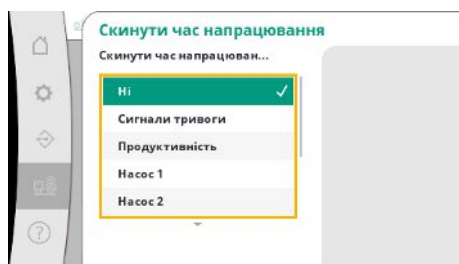 Скинути час напрацювання
Скинути час напрацюван...
Ні
Сигнали тривоги
Продуктивність
Насос 1
Насос 2